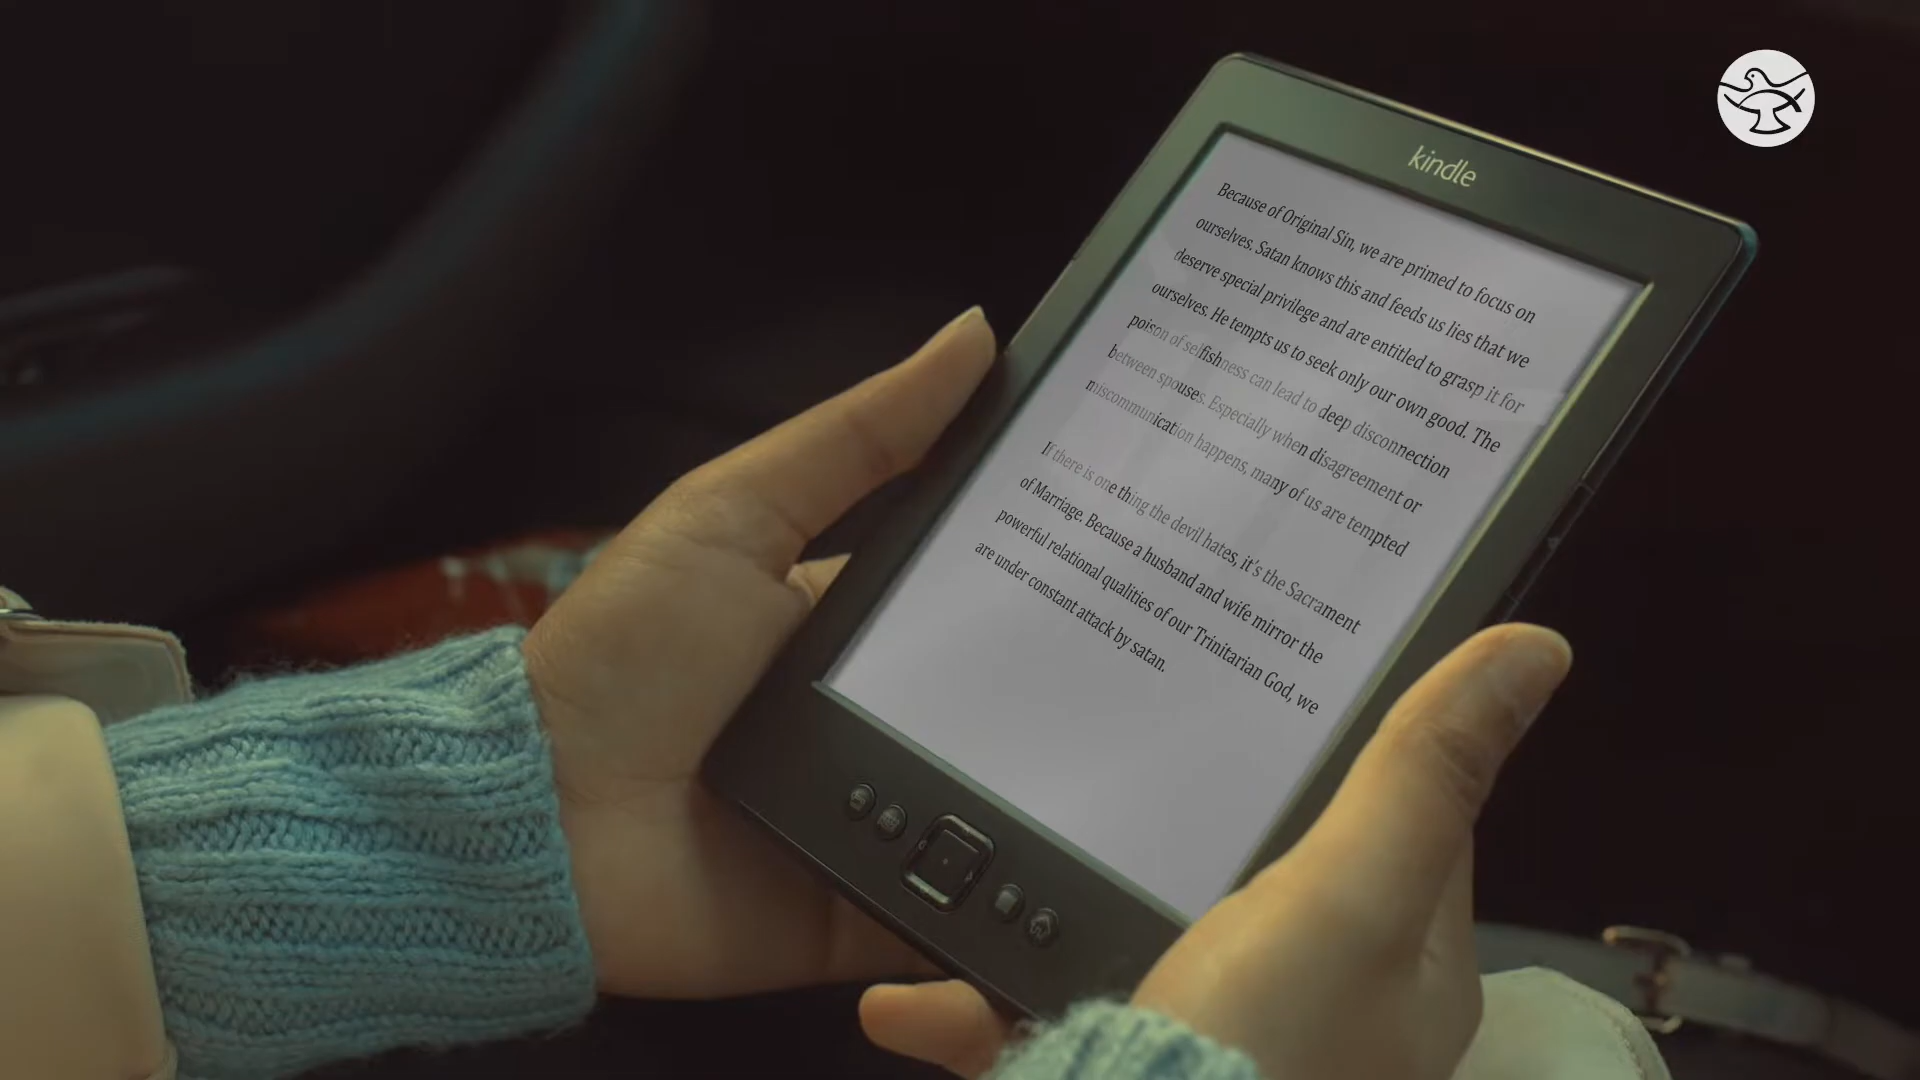 kindle
Because of Original Sin, we are primed to focus on
ourselves. Satan knows this and feeds us lies that we
deserve special privilege and are entitled to grasp it for
ourselves. He tempts us to seek only our own good. The
poison of selfishness can lead to deep disconnection
between spouses. Especially when disagreement or
miscommunication happens, many of us are tempted
If there is one thing the devil hates, it's the Sacrament
of Marriage. Because a husband and wife mirror the
powerful relational qualities of our Trinitarian God, we
are under constant attack by satan.